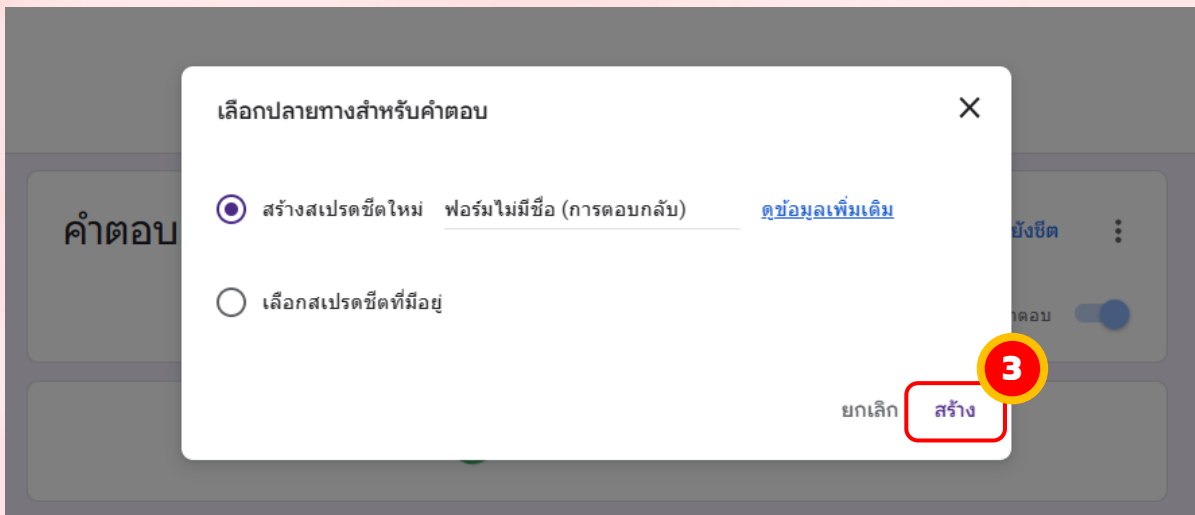 เลือกปลายทางสำหรับคำตอบ
สร้างสเปรดชีตใหม่ ฟอร์มไม่มีชื่อ (การตอบกลับ) ดูข้อมูลเพิ่มเติม
คำตอบ ยังชีต
เลือกสเปรดชีตที่มีอยู่
ำตอบ
3
ยกเลิก สร้าง